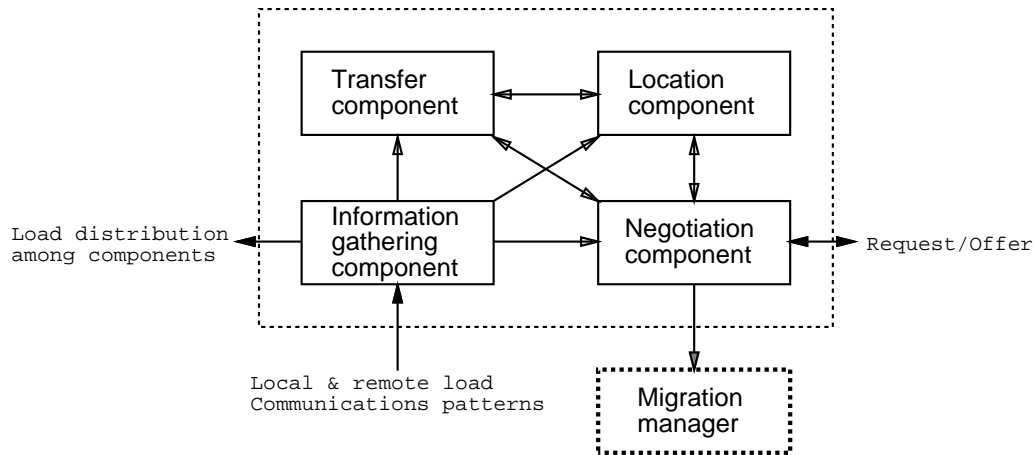 Transfer
component
Location
component
Information
gathering
component
Negotiation
component
Load distribution
among components
Request/Offer
Local & remote load
Communications patterns
Migration
manager